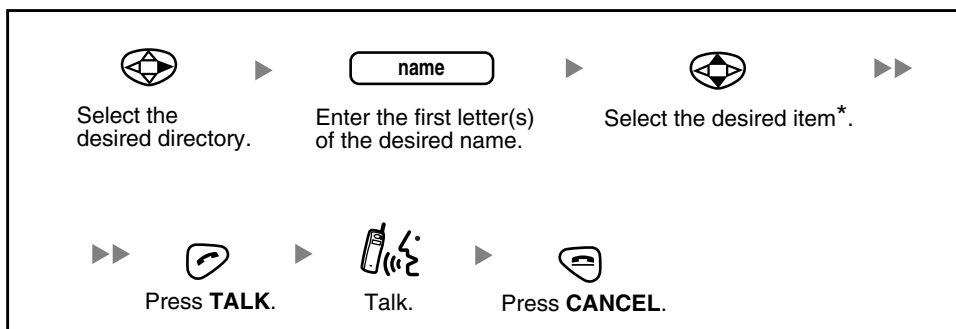 name
Select the
desired directory.
Enter the first letter(s)
of the desired name.
Select the desired item*.
Press TALK.
Talk.
Press CANCEL.